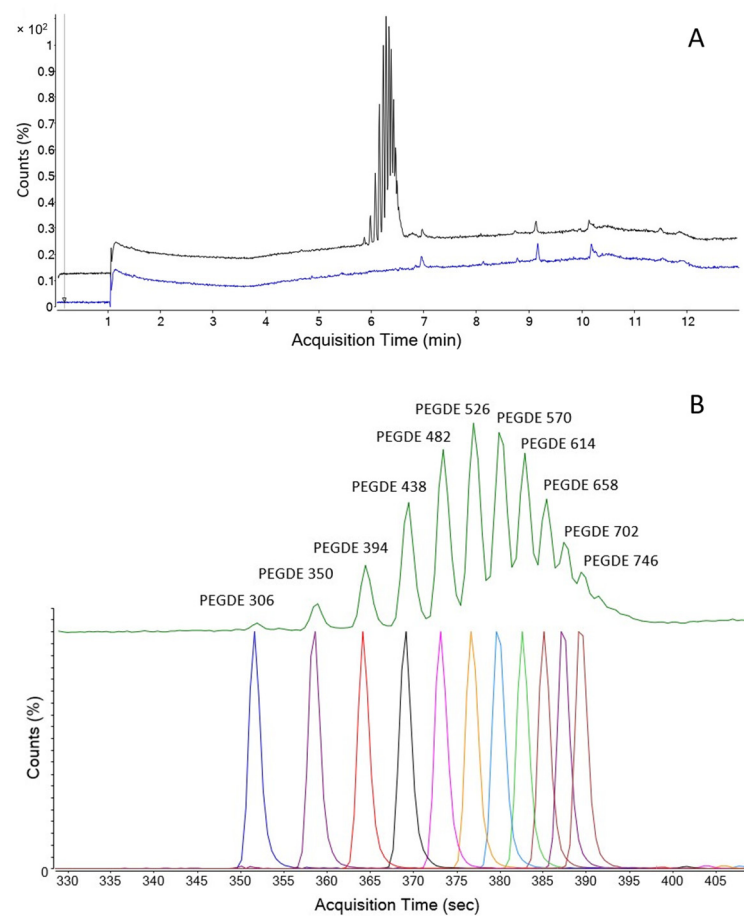 × 10²
A
1
0.9
0.8
0.7
0.6
0.5
0.4
0.3
0.2
0.1
0
Counts (%)
1 2 3 4 5 6 7 8 9 10 11 12
Acquisition Time (min)
B
PEGDE 526
PEGDE 570
PEGDE 482
PEGDE 614
PEGDE 438
PEGDE 658
PEGDE 394
PEGDE 702
PEGDE 350
PEGDE 746
PEGDE 306
Counts (%)
0
330 335 340 345 350 355 360 365 370 375 380 385 390 395 400 405
Acquisition Time (sec)